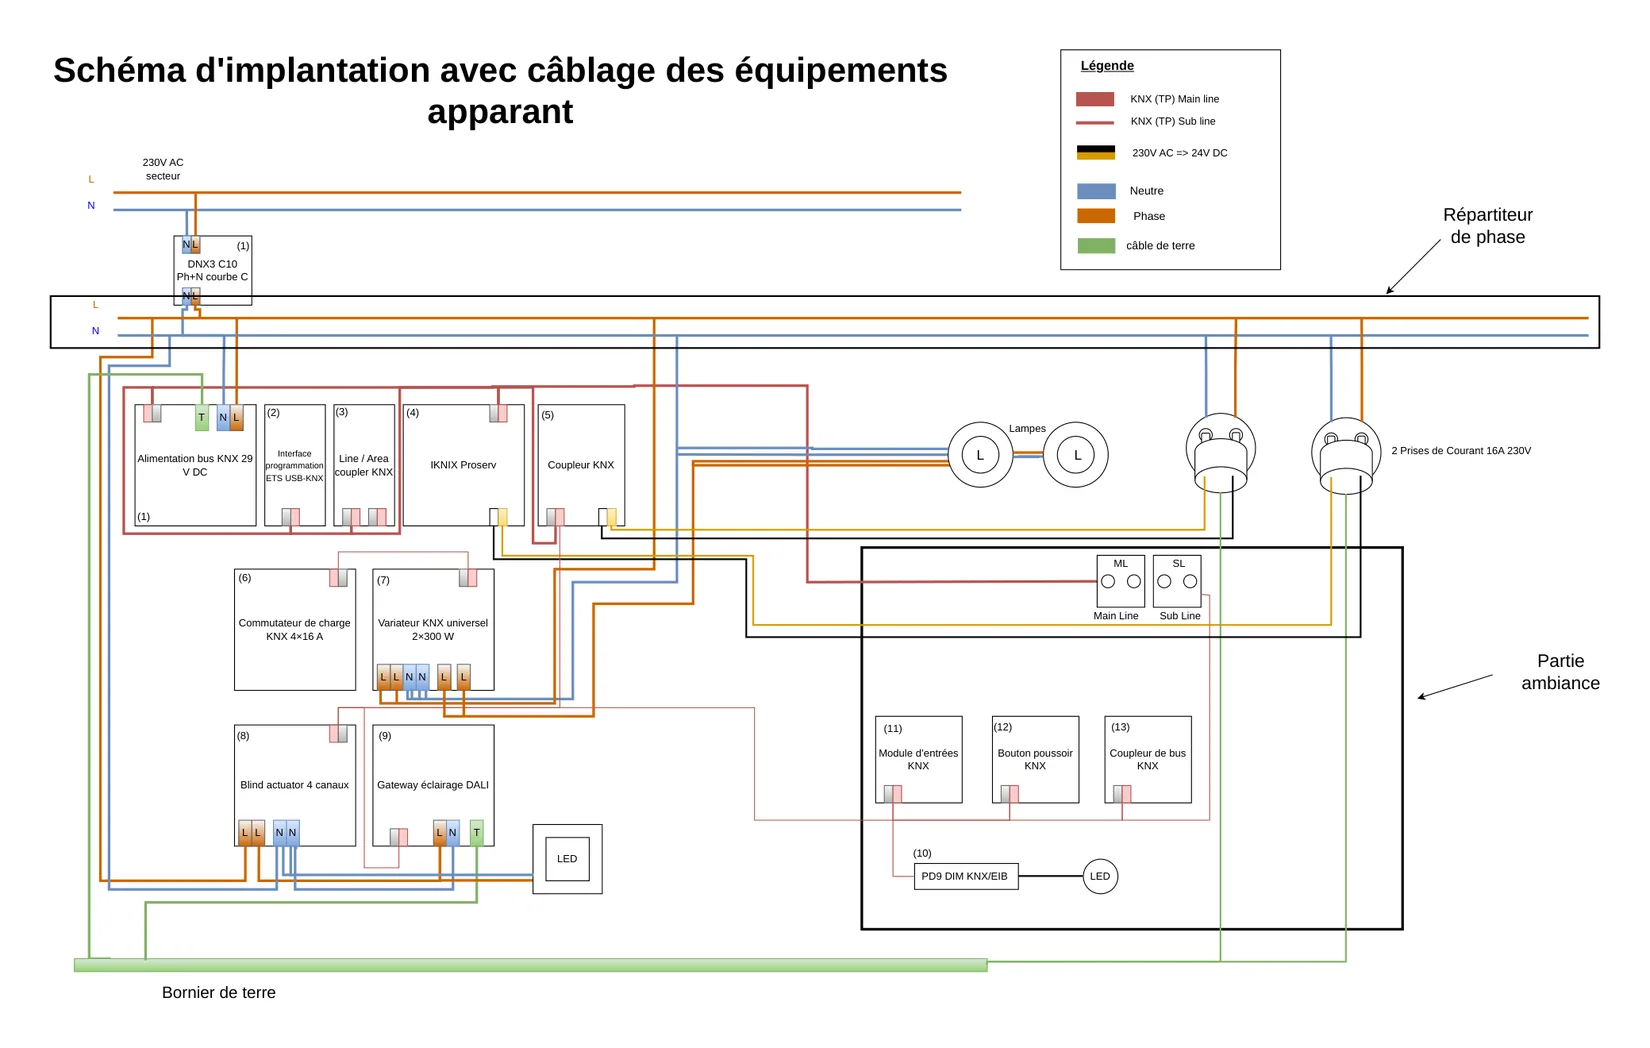 Schéma d'implantation avec câblage des équipements
apparant
Légende
KNX (TP) Main line
KNX (TP) Sub line
230V AC => 24V DC
Neutre
Phase
câble de terre
230V AC
secteur
L
N
Répartiteur
de phase
N L
(1)
DNX3 C10
Ph+N courbe C
N L
L
N
T
N L
Alimentation bus KNX 29
V DC
(1)
(2)
Interface
programmation
ETS USB-KNX
(3)
Line / Area
coupler KNX
(4)
IKNIX Proserv
(5)
Coupleur KNX
Lampes
L
L
2 Prises de Courant 16A 230V
(6)
Commutateur de charge
KNX 4×16 A
(7)
Variateur KNX universel
2×300 W
L L N N L L
ML
SL
Main Line
Sub Line
Partie
ambiance
(8)
Blind actuator 4 canaux
L L N N
(9)
Gateway éclairage DALI
L N T
LED
(11)
Module d'entrées
KNX
(12)
Bouton poussoir
KNX
(13)
Coupleur de bus
KNX
(10)
PD9 DIM KNX/EIB
LED
Bornier de terre